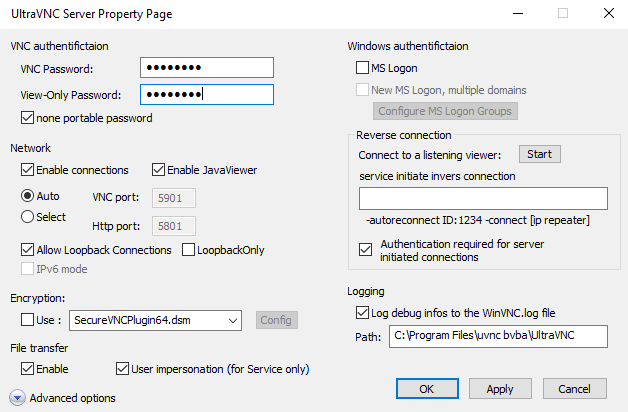 UltraVNC Server Property Page
VNC authentifictaion
VNC Password:
●●●●●●●●
View-Only Password:
●●●●●●●●
none portable password
Network
Enable connections
Enable JavaViewer
Auto
VNC port:
5901
Select
Http port:
5801
Allow Loopback Connections
LoopbackOnly
IPv6 mode
Encryption:
Use :
SecureVNCPlugin64.dsm
Config
File transfer
Enable
User impersonation (for Service only)
Advanced options
Windows authentifictaion
MS Logon
New MS Logon, multiple domains
Configure MS Logon Groups
Reverse connection
Connect to a listening viewer:
Start
service initiate invers connection
-autoreconnect ID:1234 -connect [ip repeater]
Authentication required for server
initiated connections
Logging
Log debug infos to the WinVNC.log file
Path:
C:\Program Files\uvnc bvba\UltraVNC
OK
Apply
Cancel